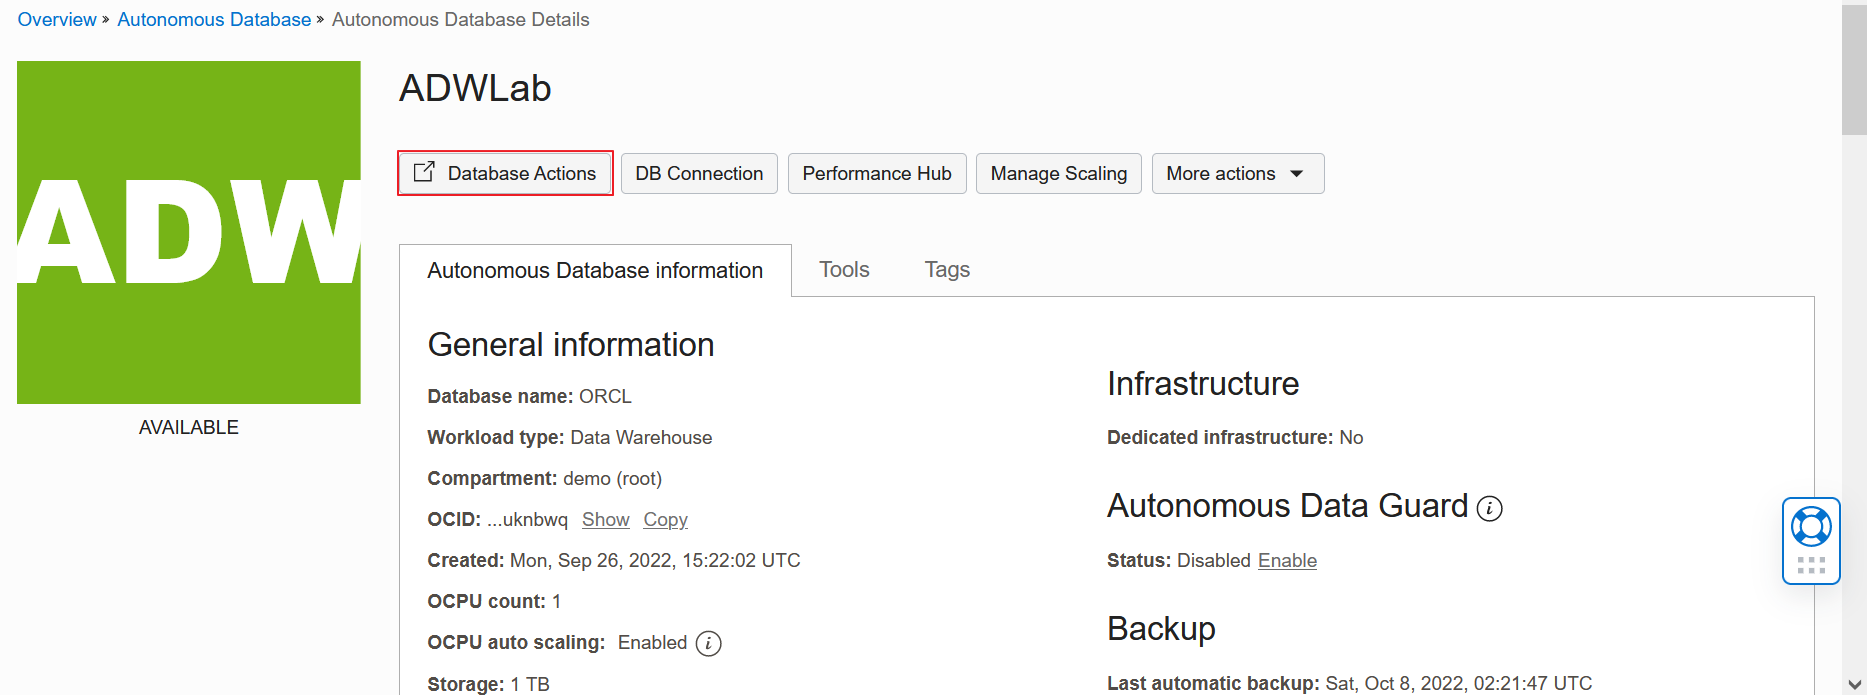 Overview » Autonomous Database » Autonomous Database Details
ADW
AVAILABLE
ADWLab
Database Actions
DB Connection
Performance Hub
Manage Scaling
More actions
Autonomous Database information
Tools
Tags
General information
Database name: ORCL
Workload type: Data Warehouse
Compartment: demo (root)
OCID: ...uknbwq Show Copy
Created: Mon, Sep 26, 2022, 15:22:02 UTC
OCPU count: 1
OCPU auto scaling: Enabled i
Storage: 1 TB
Infrastructure
Dedicated infrastructure: No
Autonomous Data Guard i
Status: Disabled Enable
Backup
Last automatic backup: Sat, Oct 8, 2022, 02:21:47 UTC